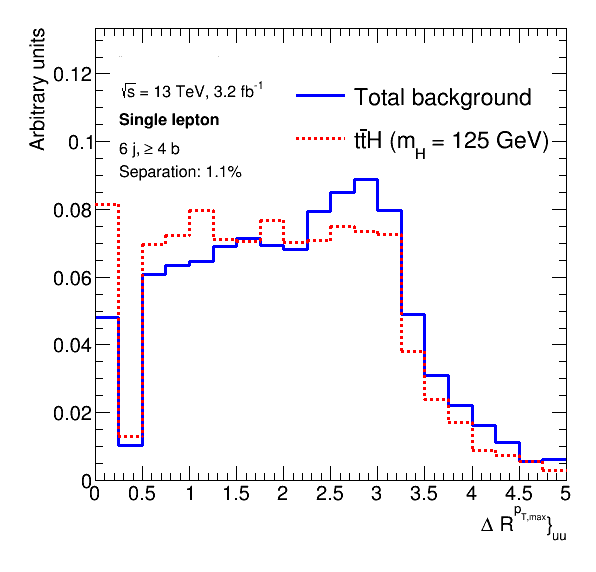 Arbitrary units
√s = 13 TeV, 3.2 fb⁻¹
Single lepton
6 j, ≥ 4 b
Separation: 1.1%
Total background
tt̄H (m_H = 125 GeV)
0.12
0.1
0.08
0.06
0.04
0.02
0
0 0.5 1 1.5 2 2.5 3 3.5 4 4.5 5
Δ R^{p_{T,max}}}_{uu}